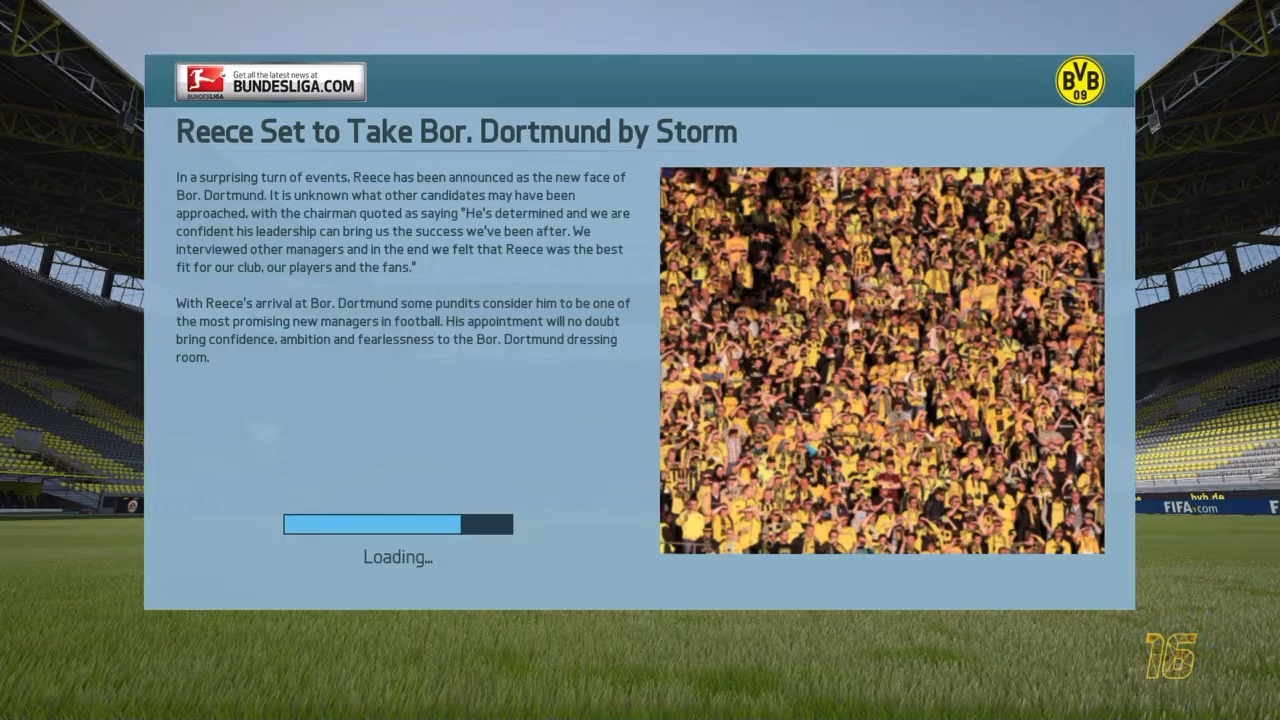 Get all the latest news at
BUNDESLIGA.COM
BUNDESLIGA
BVB
09
Reece Set to Take Bor. Dortmund by Storm
In a surprising turn of events, Reece has been announced as the new face of
Bor. Dortmund. It is unknown what other candidates may have been
approached, with the chairman quoted as saying "He's determined and we are
confident his leadership can bring us the success we've been after. We
interviewed other managers and in the end we felt that Reece was the best
fit for our club, our players and the fans."
With Reece's arrival at Bor. Dortmund some pundits consider him to be one of
the most promising new managers in football. His appointment will no doubt
bring confidence, ambition and fearlessness to the Bor. Dortmund dressing
room.
Loading...
bvb.de
FIFA.com
F
16